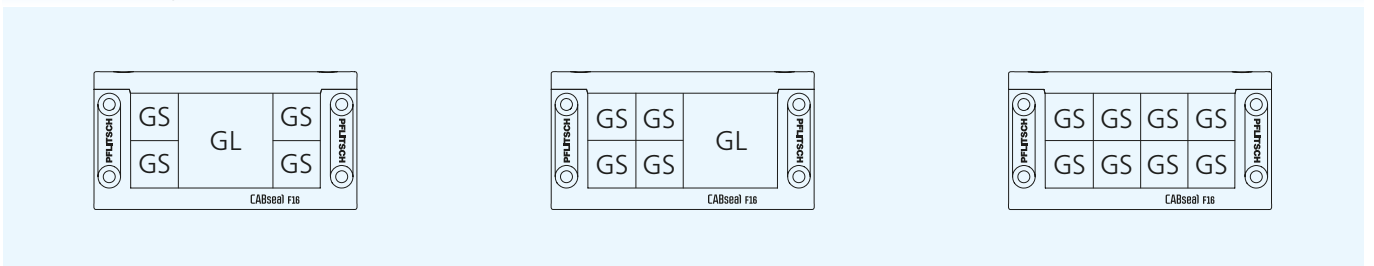 PFLITSCH GS GL GS PFLITSCH
GS GS
CABseal F16
PFLITSCH GS GS GL PFLITSCH
GS GS
CABseal F16
PFLITSCH GS GS GS GS PFLITSCH
GS GS GS GS
CABseal F16